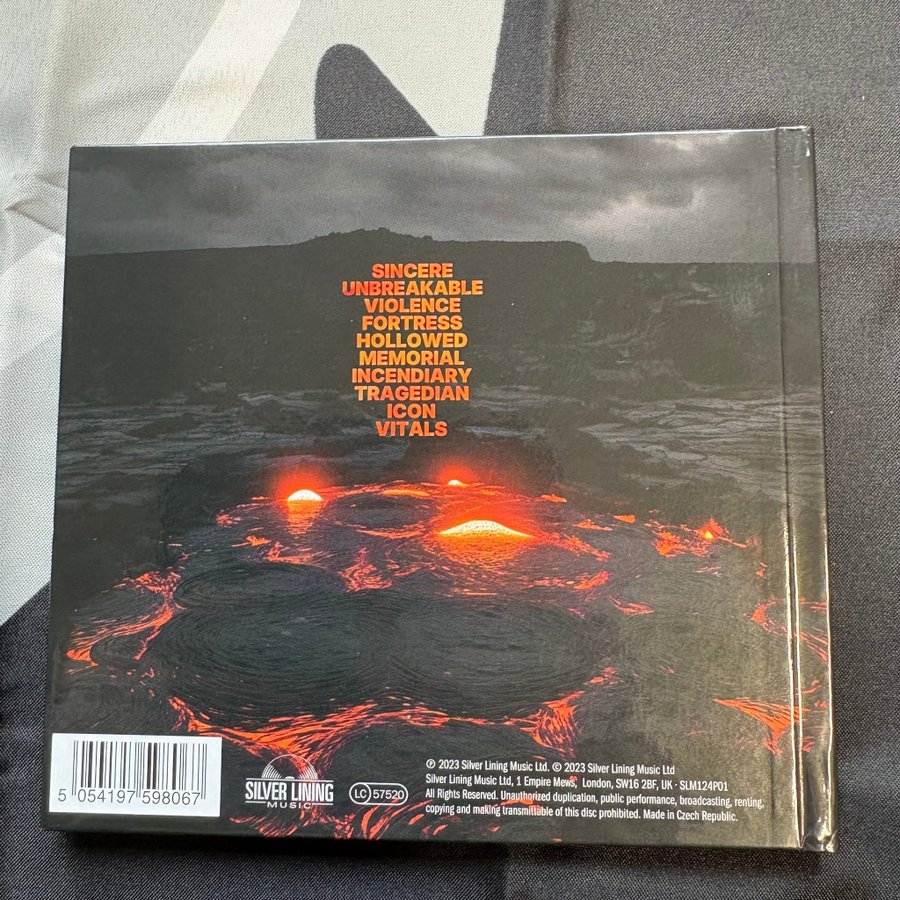 SINCERE
UNBREAKABLE
VIOLENCE
FORTRESS
HOLLOWED
MEMORIAL
INCENDIARY
TRAGEDIAN
ICON
VITALS
5 054197 598067
SILVER LINING
MUSIC
LC 57520
℗ 2023 Silver Lining Music Ltd. © 2023 Silver Lining Music Ltd
Silver Lining Music Ltd, 1 Empire Mews, London, SW16 2BF, UK - SLM124P01
All Rights Reserved. Unauthorized duplication, public performance, broadcasting, renting,
copying and making transmittable of this disc prohibited. Made in Czech Republic.